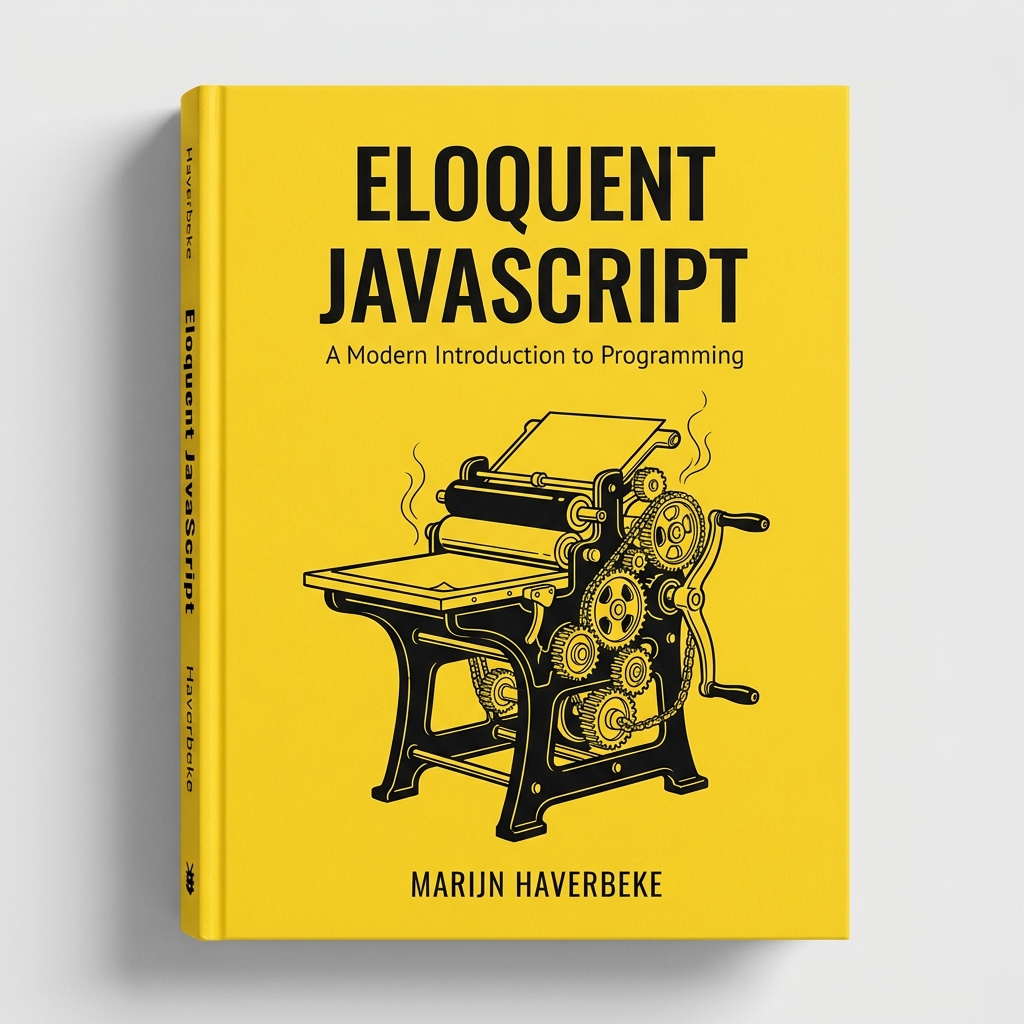 ELOQUENT
JAVASCRIPT
A Modern Introduction to Programming
MARIJN HAVERBEKE
Haverbeke
Eloquent JavaScript
Haverbeke